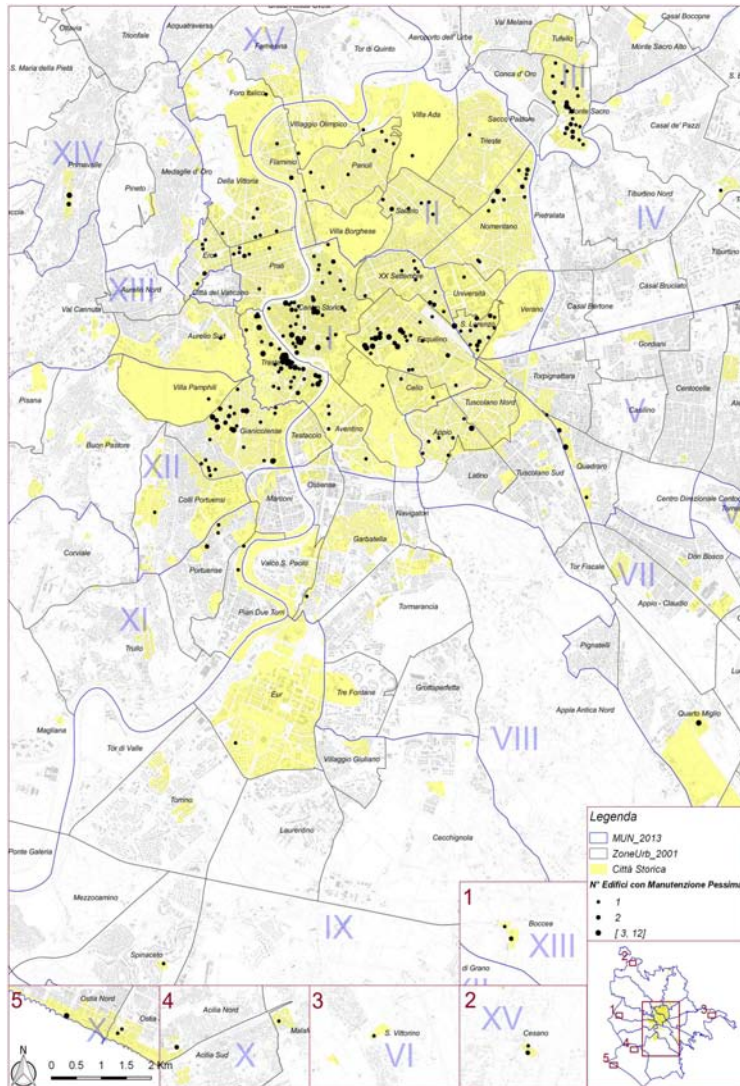 Ottavia
Trionfale
Acquatraversa
XV
Farnesina
Tor di Quinto
Aeroporto dell' Urbe
Val Melaina
Casal Boccone
Tufello
Monte Sacro Alto
S. Maria della Pietà
Conca d' Oro
III
Foro Italico
Villaggio Olimpico
Villa Ada
Sacco Pastore
Monte Sacro
Casal de' Pazzi
XIV
Primavalle
Medaglie d' Oro
Flaminio
Parioli
Trieste
Pineto
Della Vittoria
Tiburtino Nord
Salario
II
Pietralata
IV
Villa Borghese
Nomentano
Eroi
Prati
XX Settembre
XIII
Aurelio Nord
Città del Vaticano
Università
Verano
Casal Bertone
Casal Bruciato
Val Cannuta
Centro Storico
S. Lorenzo
Aurelio Sud
I
Esquilino
Gordiani
Torpignattara
Centocelle
Villa Pamphili
Celio
Tuscolano Nord
V
Casilino
Pisana
Gianicolense
Testaccio
Aventino
Appio
Buon Pastore
XII
Latino
Tuscolano Sud
Quadraro
Colli Portuensi
Marconi
Ostiense
Navigatori
Garbatella
Corviale
Portuense
Valco S. Paolo
Tor Fiscale
Don Bosco
VII
Appio - Claudio
XI
Pian Due Torri
Tormarancia
Trullo
Pignatelli
Eur
Tre Fontane
Grottaperfetta
Appia Antica Nord
Quarto Miglio
Magliana
Tor di Valle
VIII
Villaggio Giuliano
Torrino
Laurentino
Cecchignola
Ponte Galeria
Mezzocamino
IX
Spinaceto
Legenda
MUN_2013
ZoneUrb_2001
Città Storica
N° Edifici con Manutenzione Pessima
1
2
[ 3, 12]
1
Boccea
XIII
di Grano
5
Ostia Nord
Ostia
4
Acilia Nord
Acilia Sud
X
3
S. Vittorino
VI
2
XV
Cesano
2
1
3
4
5
N
0 0.5 1 1.5 2 Km